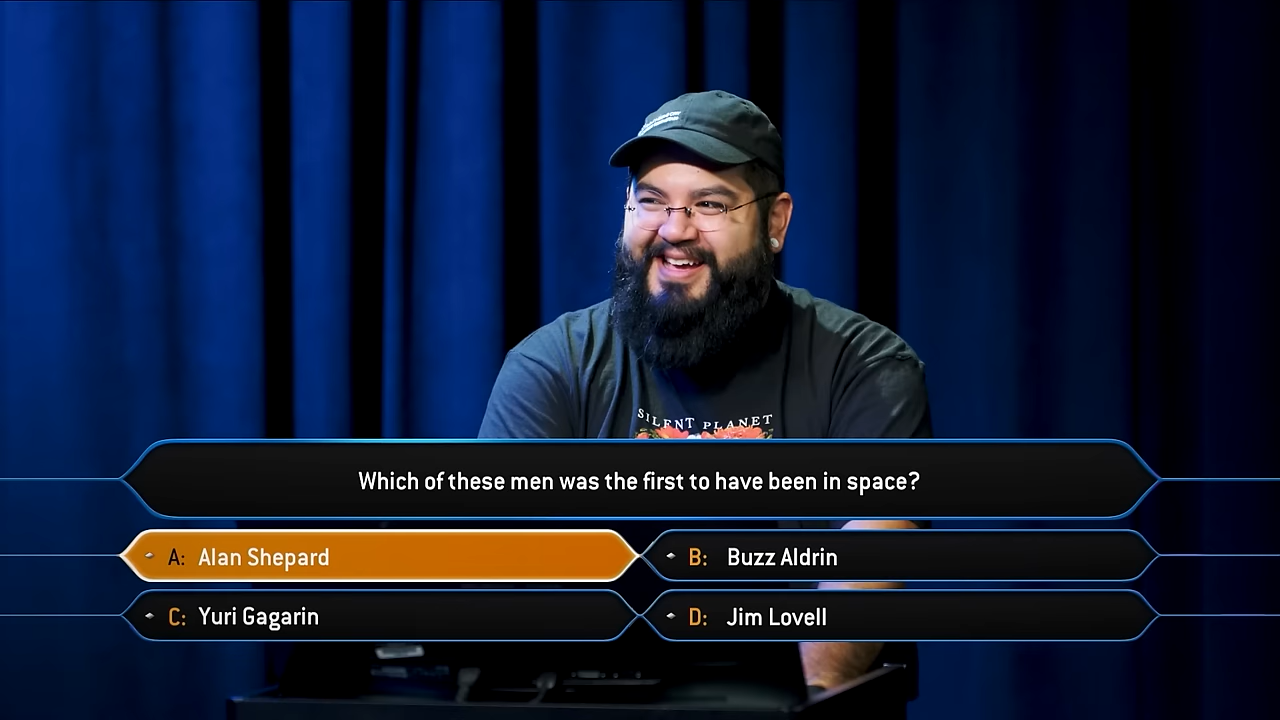 SILENT PLANET
Which of these men was the first to have been in space?
A: Alan Shepard
B: Buzz Aldrin
C: Yuri Gagarin
D: Jim Lovell